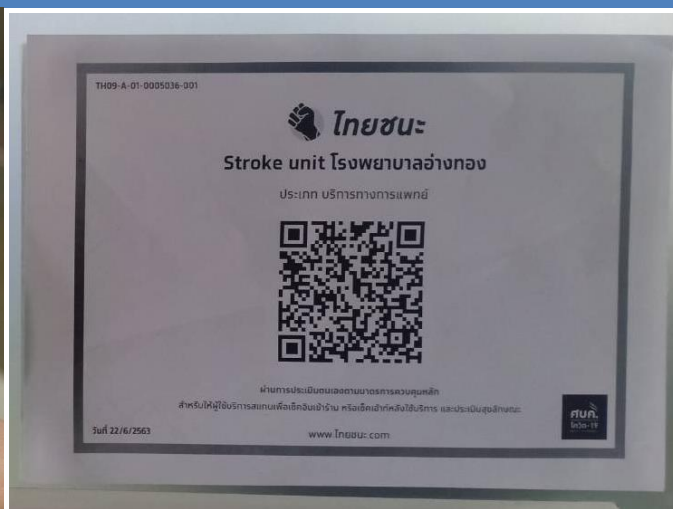 TH09-A-01-0005036-001
ไทยชนะ
Stroke unit โรงพยาบาลอ่างทอง
ประเภท บริการทางการแพทย์
ผ่านการประเมินตนเองตามมาตรการควบคุมหลัก
สำหรับให้ผู้ใช้บริการสแกนเพื่อเช็คอินเข้าร้าน หรือเช็คเอ้าท์หลังใช้บริการ และประเมินสุขลักษณะ
ศบค.
โควิด-19
วันที่ 22/6/2563
www.ไทยชนะ.com